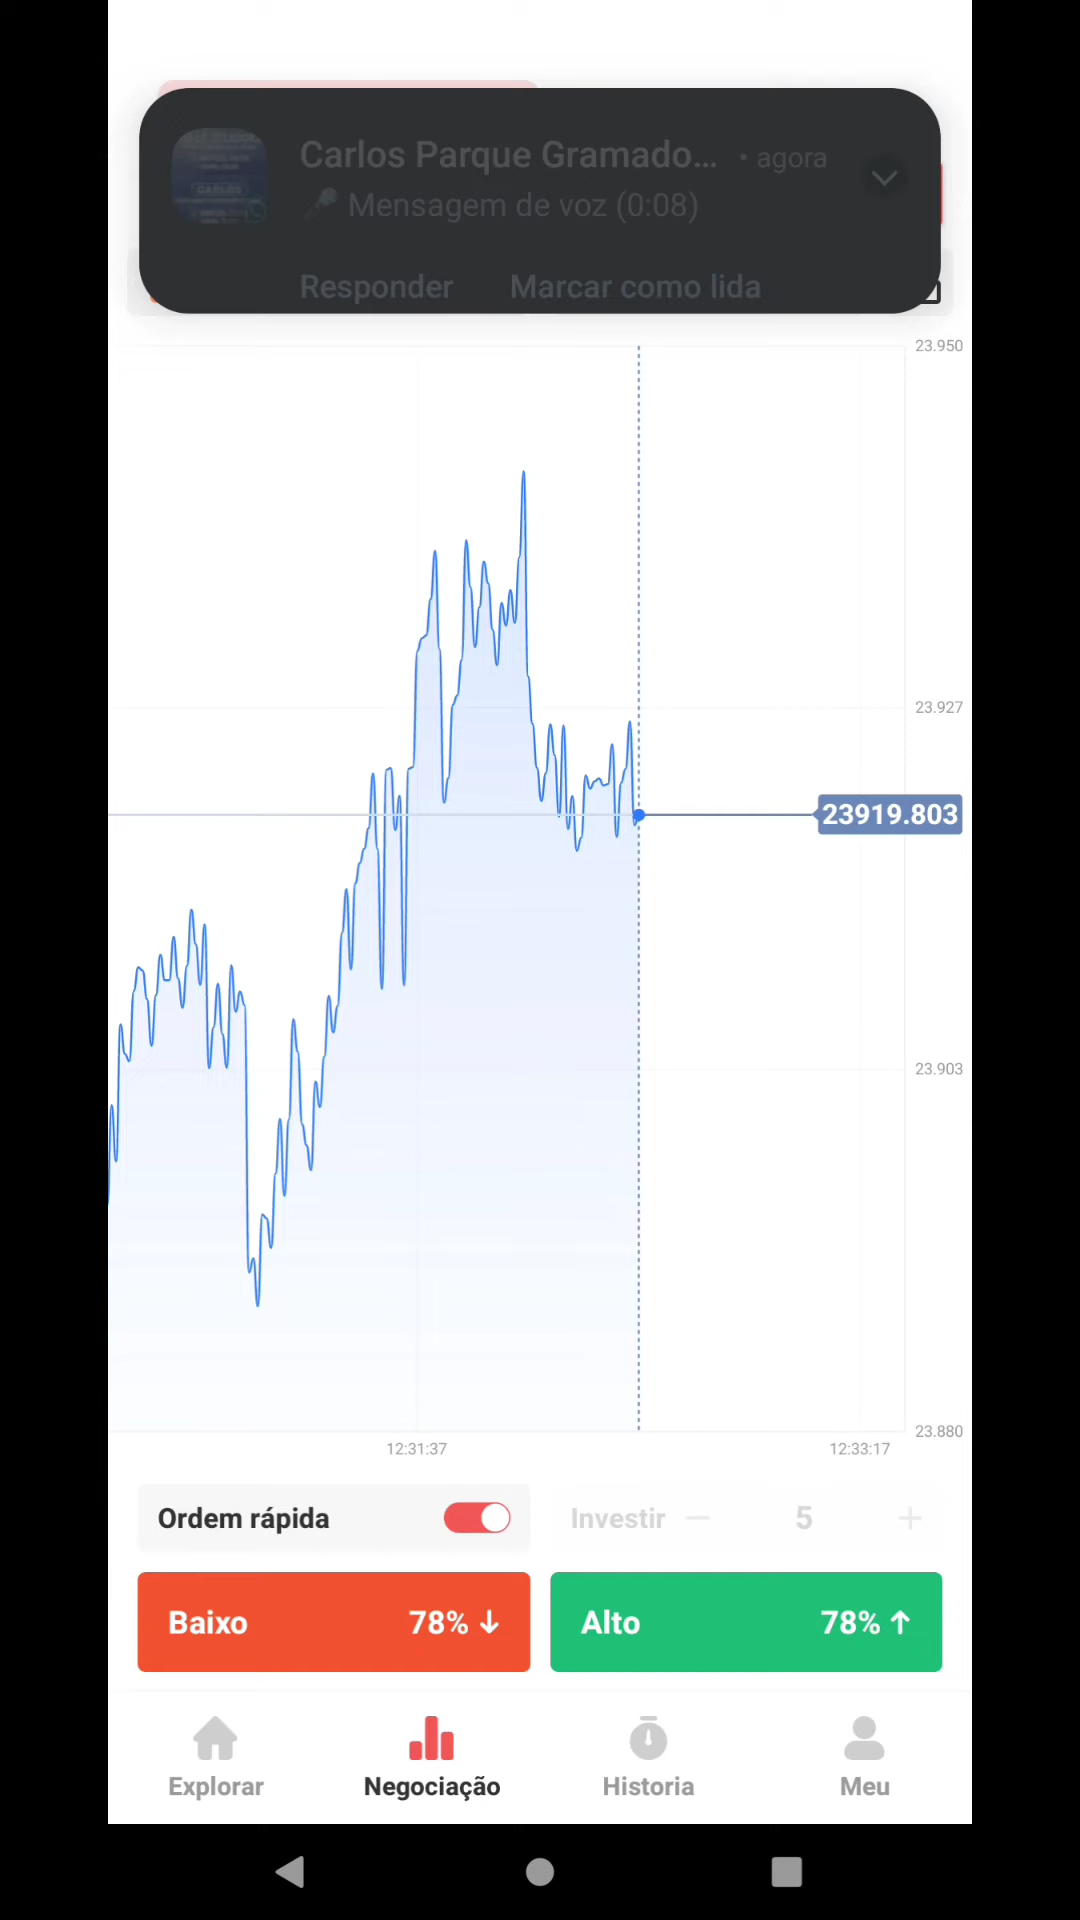 Carlos Parque Gramado... • agora
Mensagem de voz (0:08)
Responder Marcar como lida
23.950
23.927
23919.803
23.903
23.880
12:31:37 12:33:17
Ordem rápida Investir — 5 +
Baixo 78% ↓ Alto 78% ↑
Explorar Negociação Historia Meu